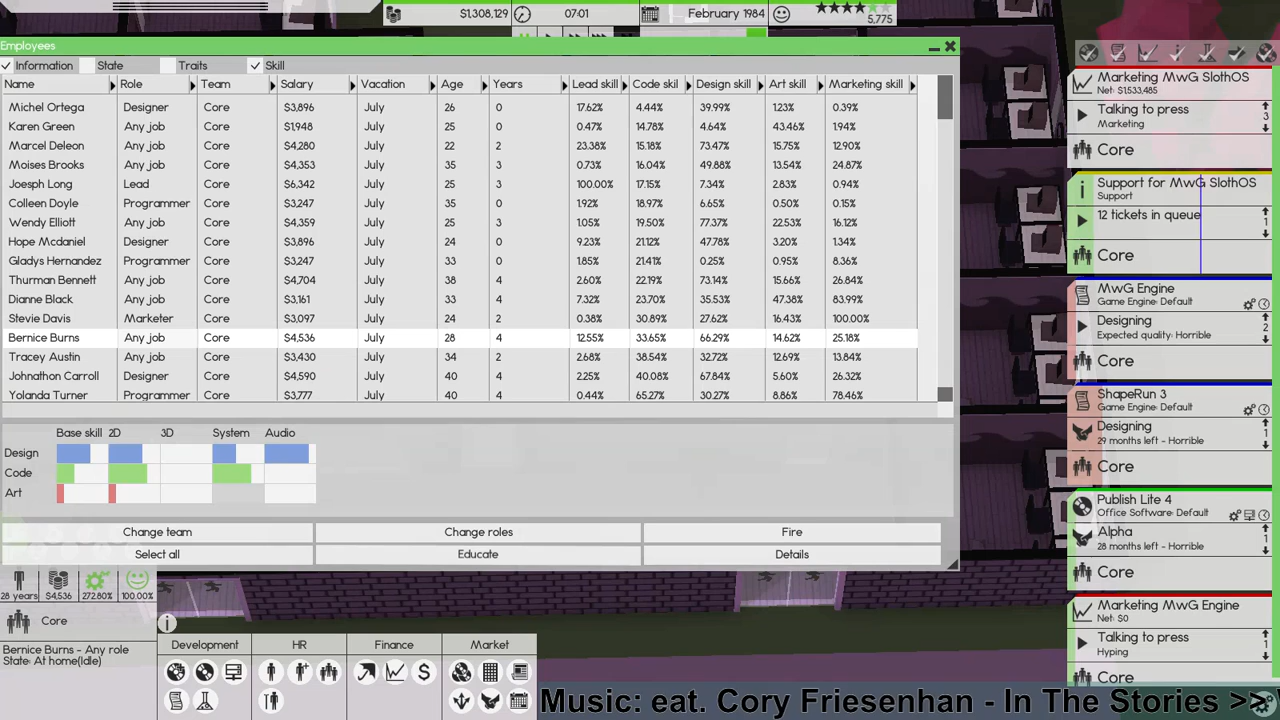 $1,308,129
07:01
February 1984
5,775
Employees
Information State Traits Skill
Name Role Team Salary Vacation Age Years Lead skill Code skil Design skill Art skill Marketing skill
Michel Ortega Designer Core $3,896 July 26 0 17.62% 4.44% 39.99% 1.23% 0.39%
Karen Green Any job Core $1,948 July 25 0 0.47% 14.78% 4.64% 43.46% 1.94%
Marcel Deleon Any job Core $4,280 July 22 2 23.38% 15.18% 73.47% 15.75% 12.90%
Moises Brooks Any job Core $4,353 July 35 3 0.73% 16.04% 49.88% 13.54% 24.87%
Joesph Long Lead Core $6,342 July 25 3 100.00% 17.15% 7.34% 2.83% 0.94%
Colleen Doyle Programmer Core $3,247 July 35 0 1.92% 18.97% 6.65% 0.50% 0.15%
Wendy Elliott Any job Core $4,359 July 25 3 1.05% 19.50% 77.37% 22.53% 16.12%
Hope Mcdaniel Designer Core $3,896 July 24 0 9.23% 21.12% 47.78% 3.20% 1.34%
Gladys Hernandez Programmer Core $3,247 July 33 0 1.85% 21.41% 0.25% 0.95% 8.36%
Thurman Bennett Any job Core $4,704 July 38 4 2.60% 22.19% 73.14% 16.47% 26.84%
Dianne Black Any job Core $3,161 July 33 4 7.32% 23.70% 35.53% 47.38% 83.99%
Stevie Davis Marketer Core $3,097 July 24 2 0.38% 30.89% 27.62% 16.43% 100.00%
Bernice Burns Any job Core $4,536 July 28 4 12.55% 33.65% 66.29% 14.62% 25.18%
Tracey Austin Any job Core $3,430 July 34 2 2.68% 38.54% 32.72% 12.69% 13.84%
Johnathon Carroll Designer Core $4,590 July 40 4 2.25% 40.08% 67.84% 5.60% 26.32%
Yolanda Turner Programmer Core $3,777 July 40 4 0.44% 65.27% 30.27% 8.86% 78.46%
Base skill 2D 3D System Audio
Design
Code
Art
Change team Change roles Fire
Select all Educate Details
28 years $4,536 272.80% 100.00%
Core
Bernice Burns - Any role
State: At home(Idle)
Development HR Finance Market
Marketing MwG SlothOS
Net: $1,533,485
Talking to press
Marketing
3
Core
Support for MwG SlothOS
Support
12 tickets in queue
1
Core
MwG Engine
Game Engine: Default
Designing
Expected quality: Horrible
2
Core
ShapeRun 3
Game Engine: Default
Designing
29 months left - Horrible
1
Core
Publish Lite 4
Office Software: Default
Alpha
28 months left - Horrible
1
Core
Marketing MwG Engine
Net: $0
Talking to press
Hyping
1
Core
Music: eat. Cory Friesenhan - In The Stories >>